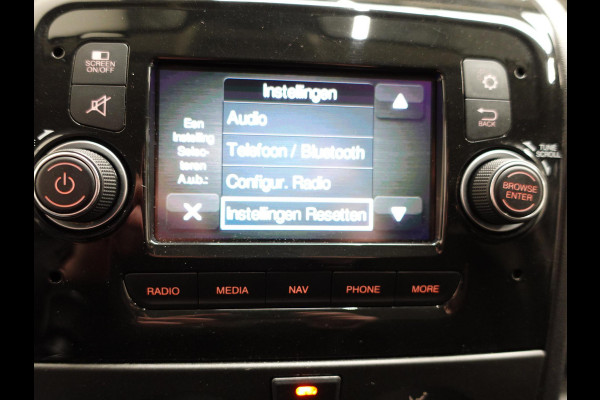 SCREEN
ON/OFF
Instellingen
Een
Instelling
Selec-
teren
A.u.b.:
Audio
Telefoon / Bluetooth
Configur. Radio
Instellingen Resetten
BACK
TUNE
SCROLL
BROWSE
ENTER
RADIO
MEDIA
NAV
PHONE
MORE